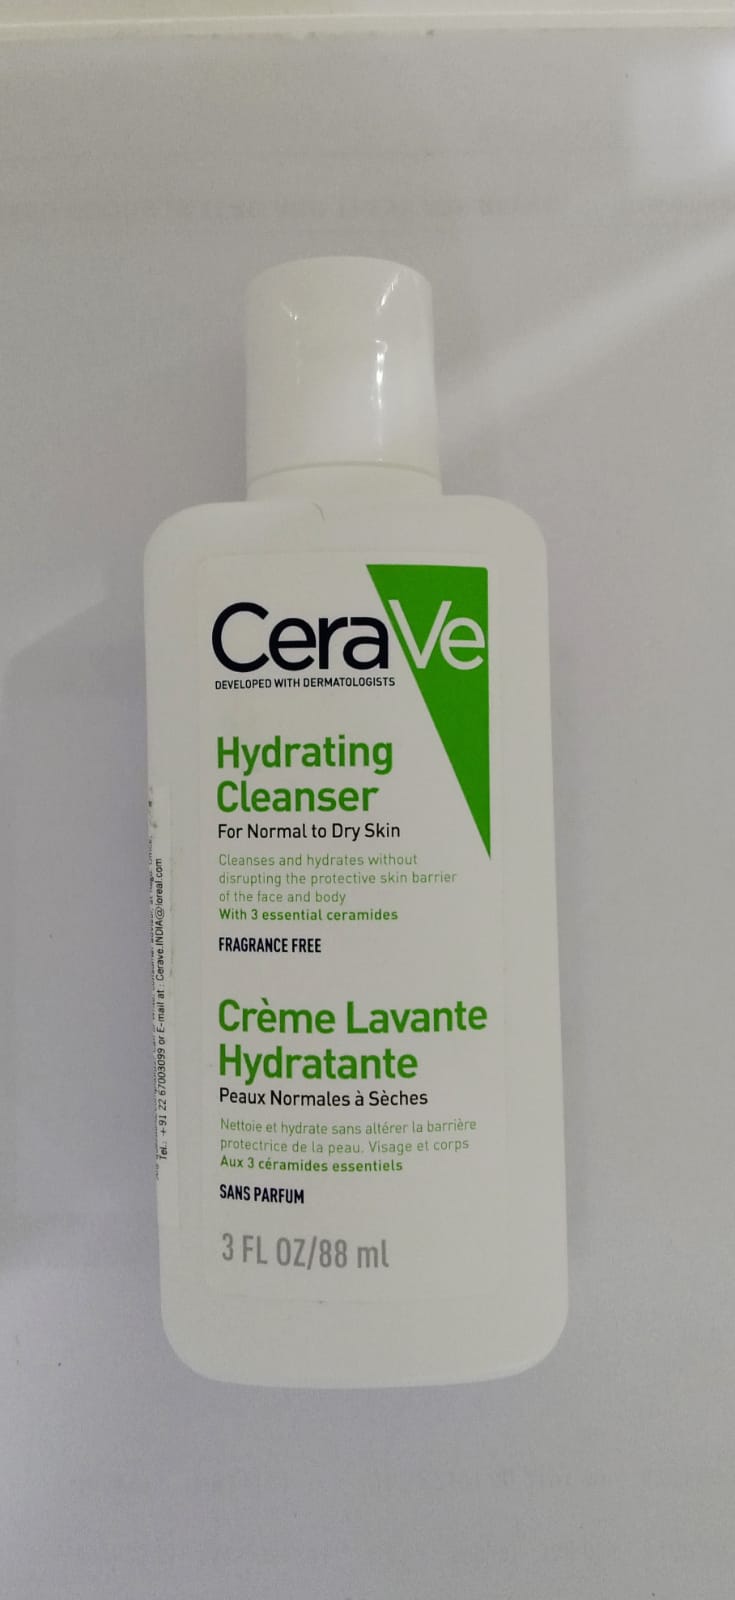 CeraVe
DEVELOPED WITH DERMATOLOGISTS
Hydrating
Cleanser
For Normal to Dry Skin
Cleanses and hydrates without
disrupting the protective skin barrier
of the face and body
With 3 essential ceramides
FRAGRANCE FREE
Crème Lavante
Hydratante
Peaux Normales à Sèches
Nettoie et hydrate sans altérer la barrière
protectrice de la peau. Visage et corps
Aux 3 céramides essentiels
SANS PARFUM
3 FL OZ/88 ml
Tel.: +91 22 67003099 or E-mail at : Cerave.INDIA@loreal.com